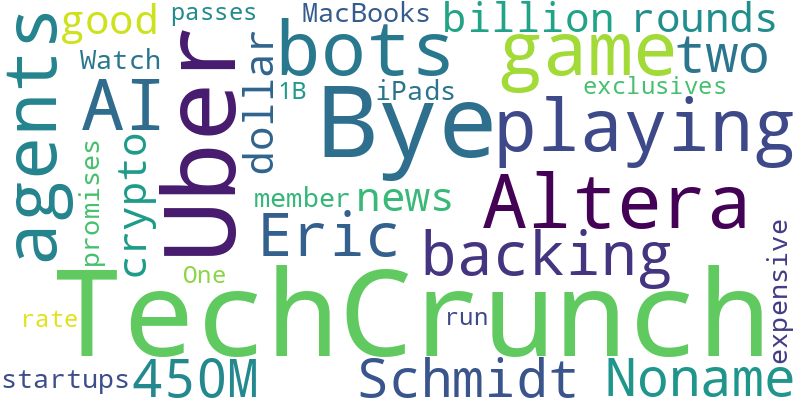 agents
good
passes
MacBooks
billion rounds
Watch
AI
Uber
dollar
bots
game
two
1B
iPads
exclusives
Bye
playing
promises
crypto
member
news
Altera
Eric
backing
expensive
One
TechCrunch
rate
run
startups
450M
Schmidt
Noname